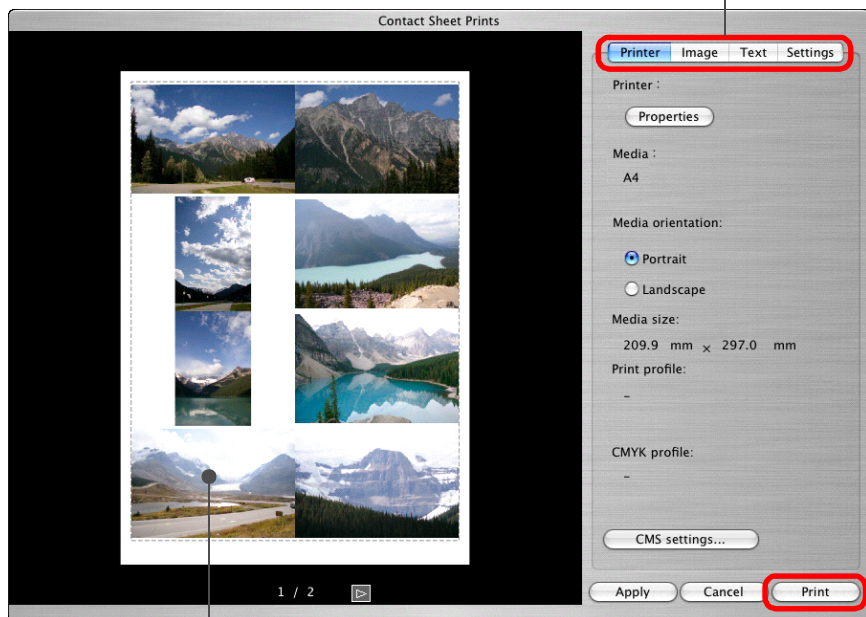 Contact Sheet Prints
Printer Image Text Settings
Printer :
Properties
Media :
A4
Media orientation:
Portrait
Landscape
Media size:
209.9 mm × 297.0 mm
Print profile:
–
CMYK profile:
–
CMS settings...
1 / 2
Apply Cancel Print